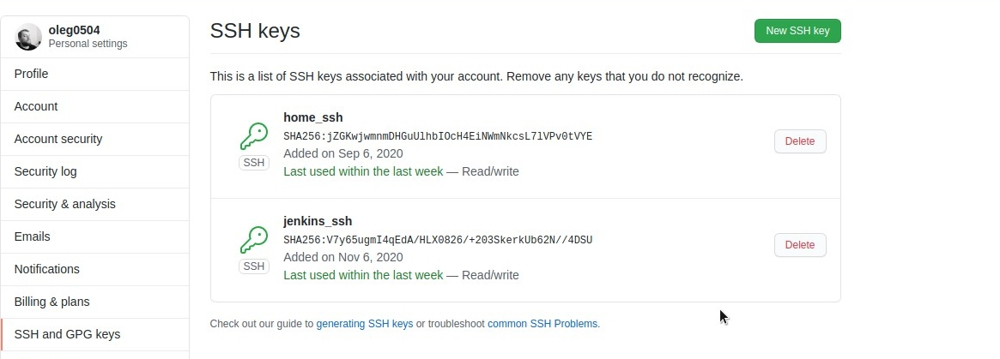 oleg0504
Personal settings
Profile
Account
Account security
Security log
Security & analysis
Emails
Notifications
Billing & plans
SSH and GPG keys
SSH keys
New SSH key
This is a list of SSH keys associated with your account. Remove any keys that you do not recognize.
home_ssh
SHA256:jZGKwjwmnmDHGuUlhbIOcH4EiNWmNkcsL7lVPv0tVYE
Added on Sep 6, 2020
Last used within the last week — Read/write
SSH
Delete
jenkins_ssh
SHA256:V7y65ugmI4qEdA/HLX0826/+203SkerkUb62N//4DSU
Added on Nov 6, 2020
Last used within the last week — Read/write
SSH
Delete
Check out our guide to generating SSH keys or troubleshoot common SSH Problems.